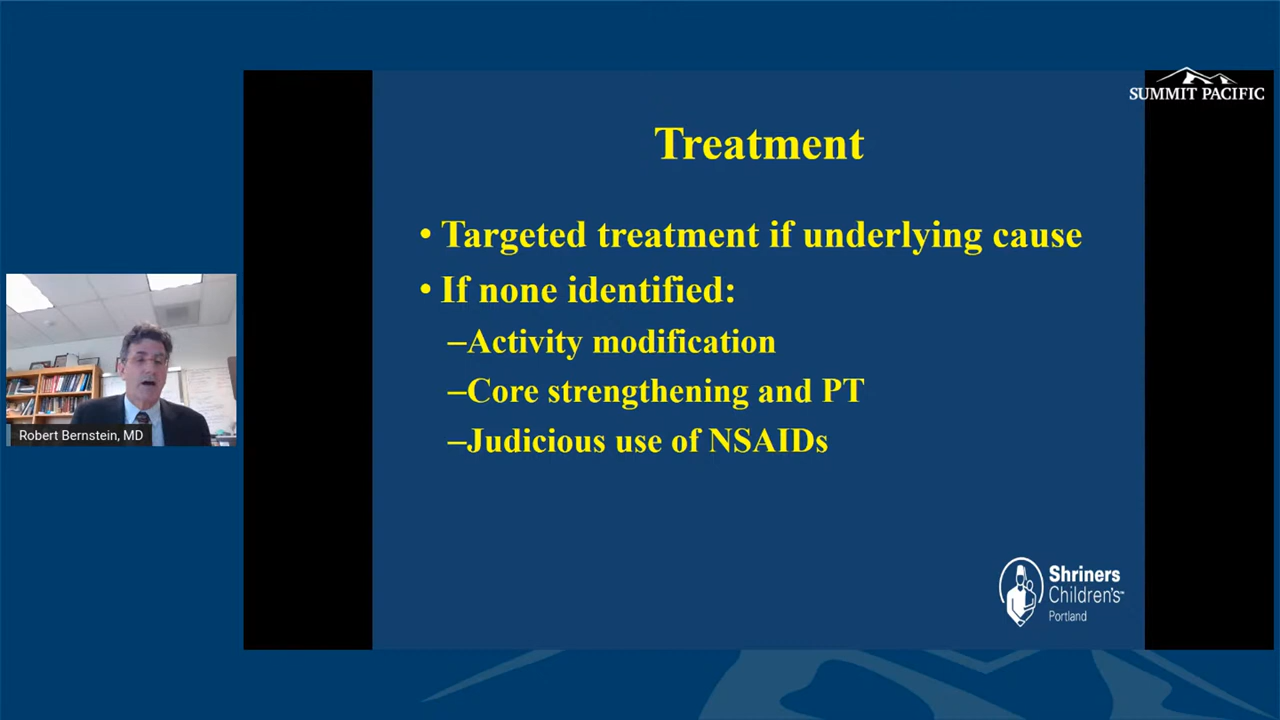 SUMMIT PACIFIC
Treatment
• Targeted treatment if underlying cause
• If none identified:
–Activity modification
–Core strengthening and PT
–Judicious use of NSAIDs
Robert Bernstein, MD
Shriners
Children's™
Portland